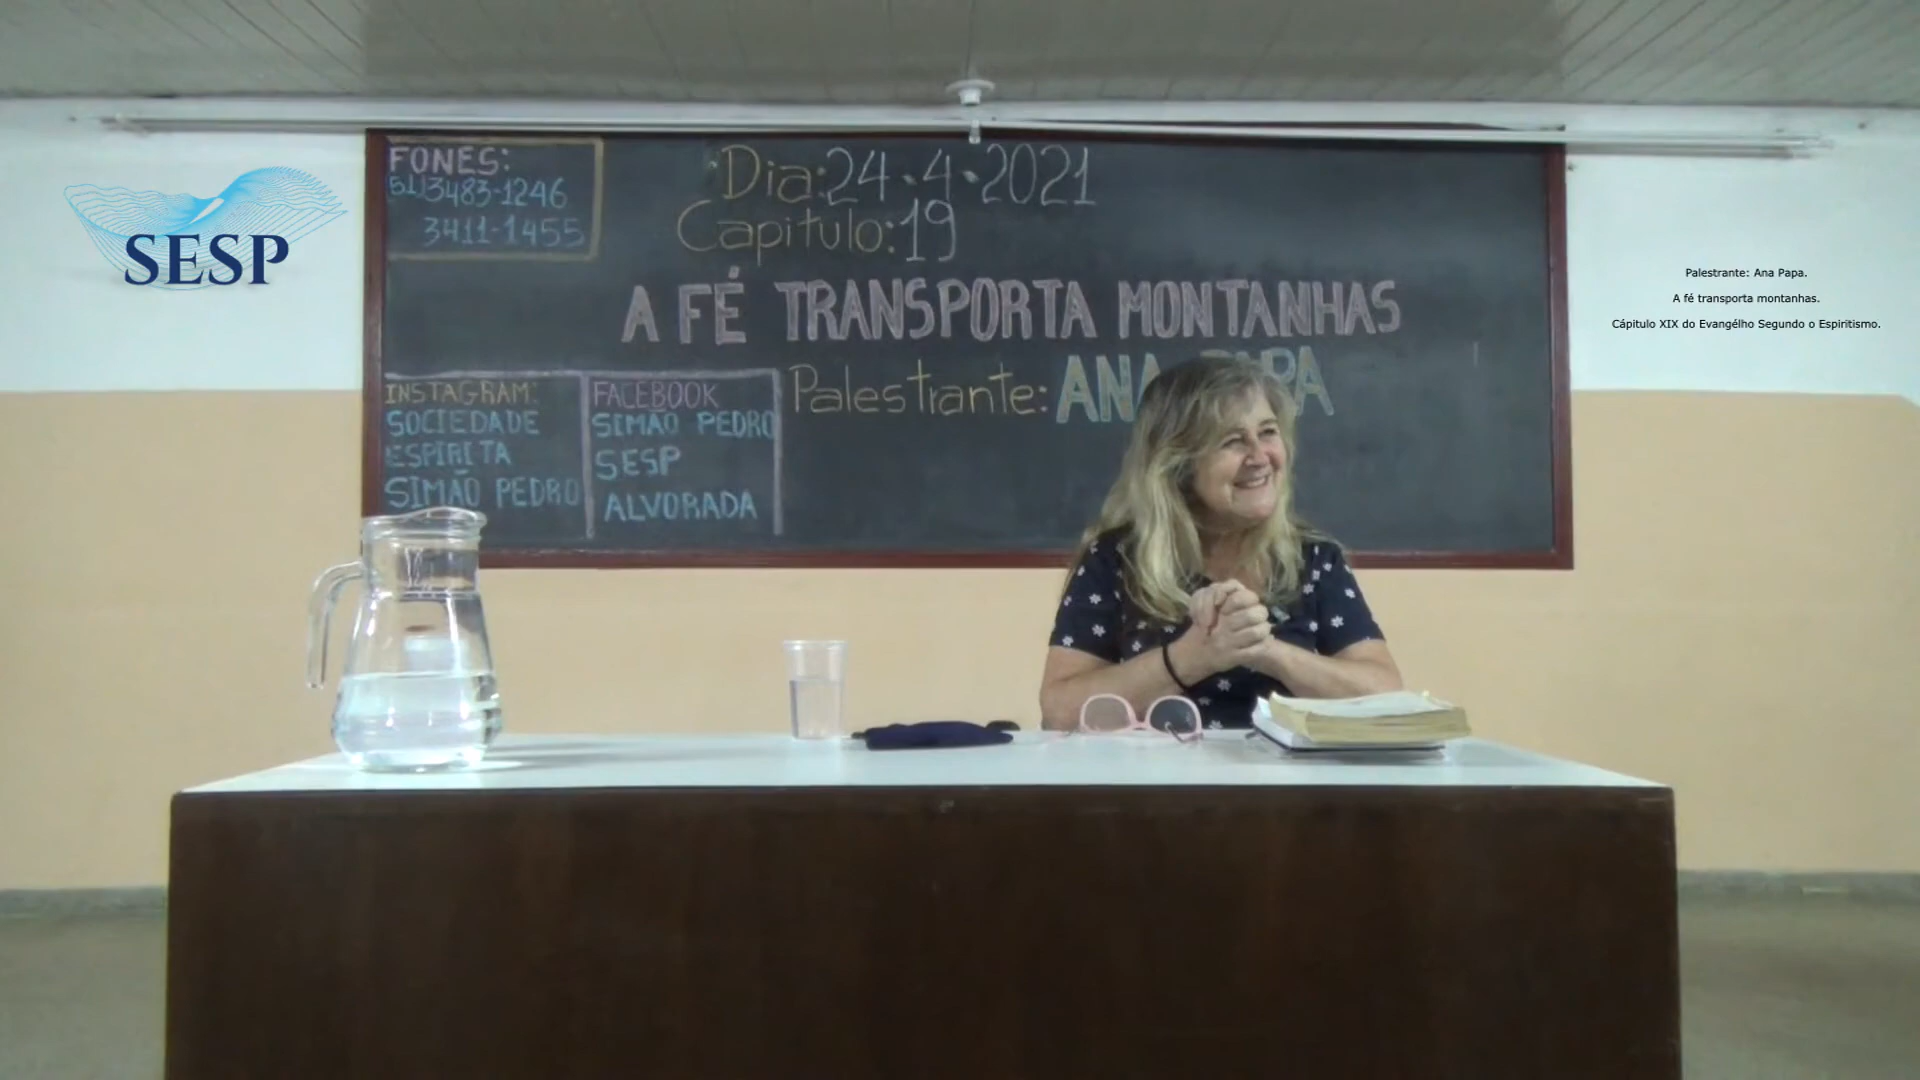 FONES:
51)3483-1246
3411-1455
Dia:24.4.2021
Capitulo:19
A FÉ TRANSPORTA MONTANHAS
Palestrante: ANA
INSTAGRAM:
SOCIEDADE
ESPIRITA
SIMÃO PEDRO
FACEBOOK
SIMÃO PEDRO
SESP
ALVORADA
SESP
Palestrante: Ana Papa.
A fé transporta montanhas.
Cápitulo XIX do Evangélho Segundo o Espiritismo.